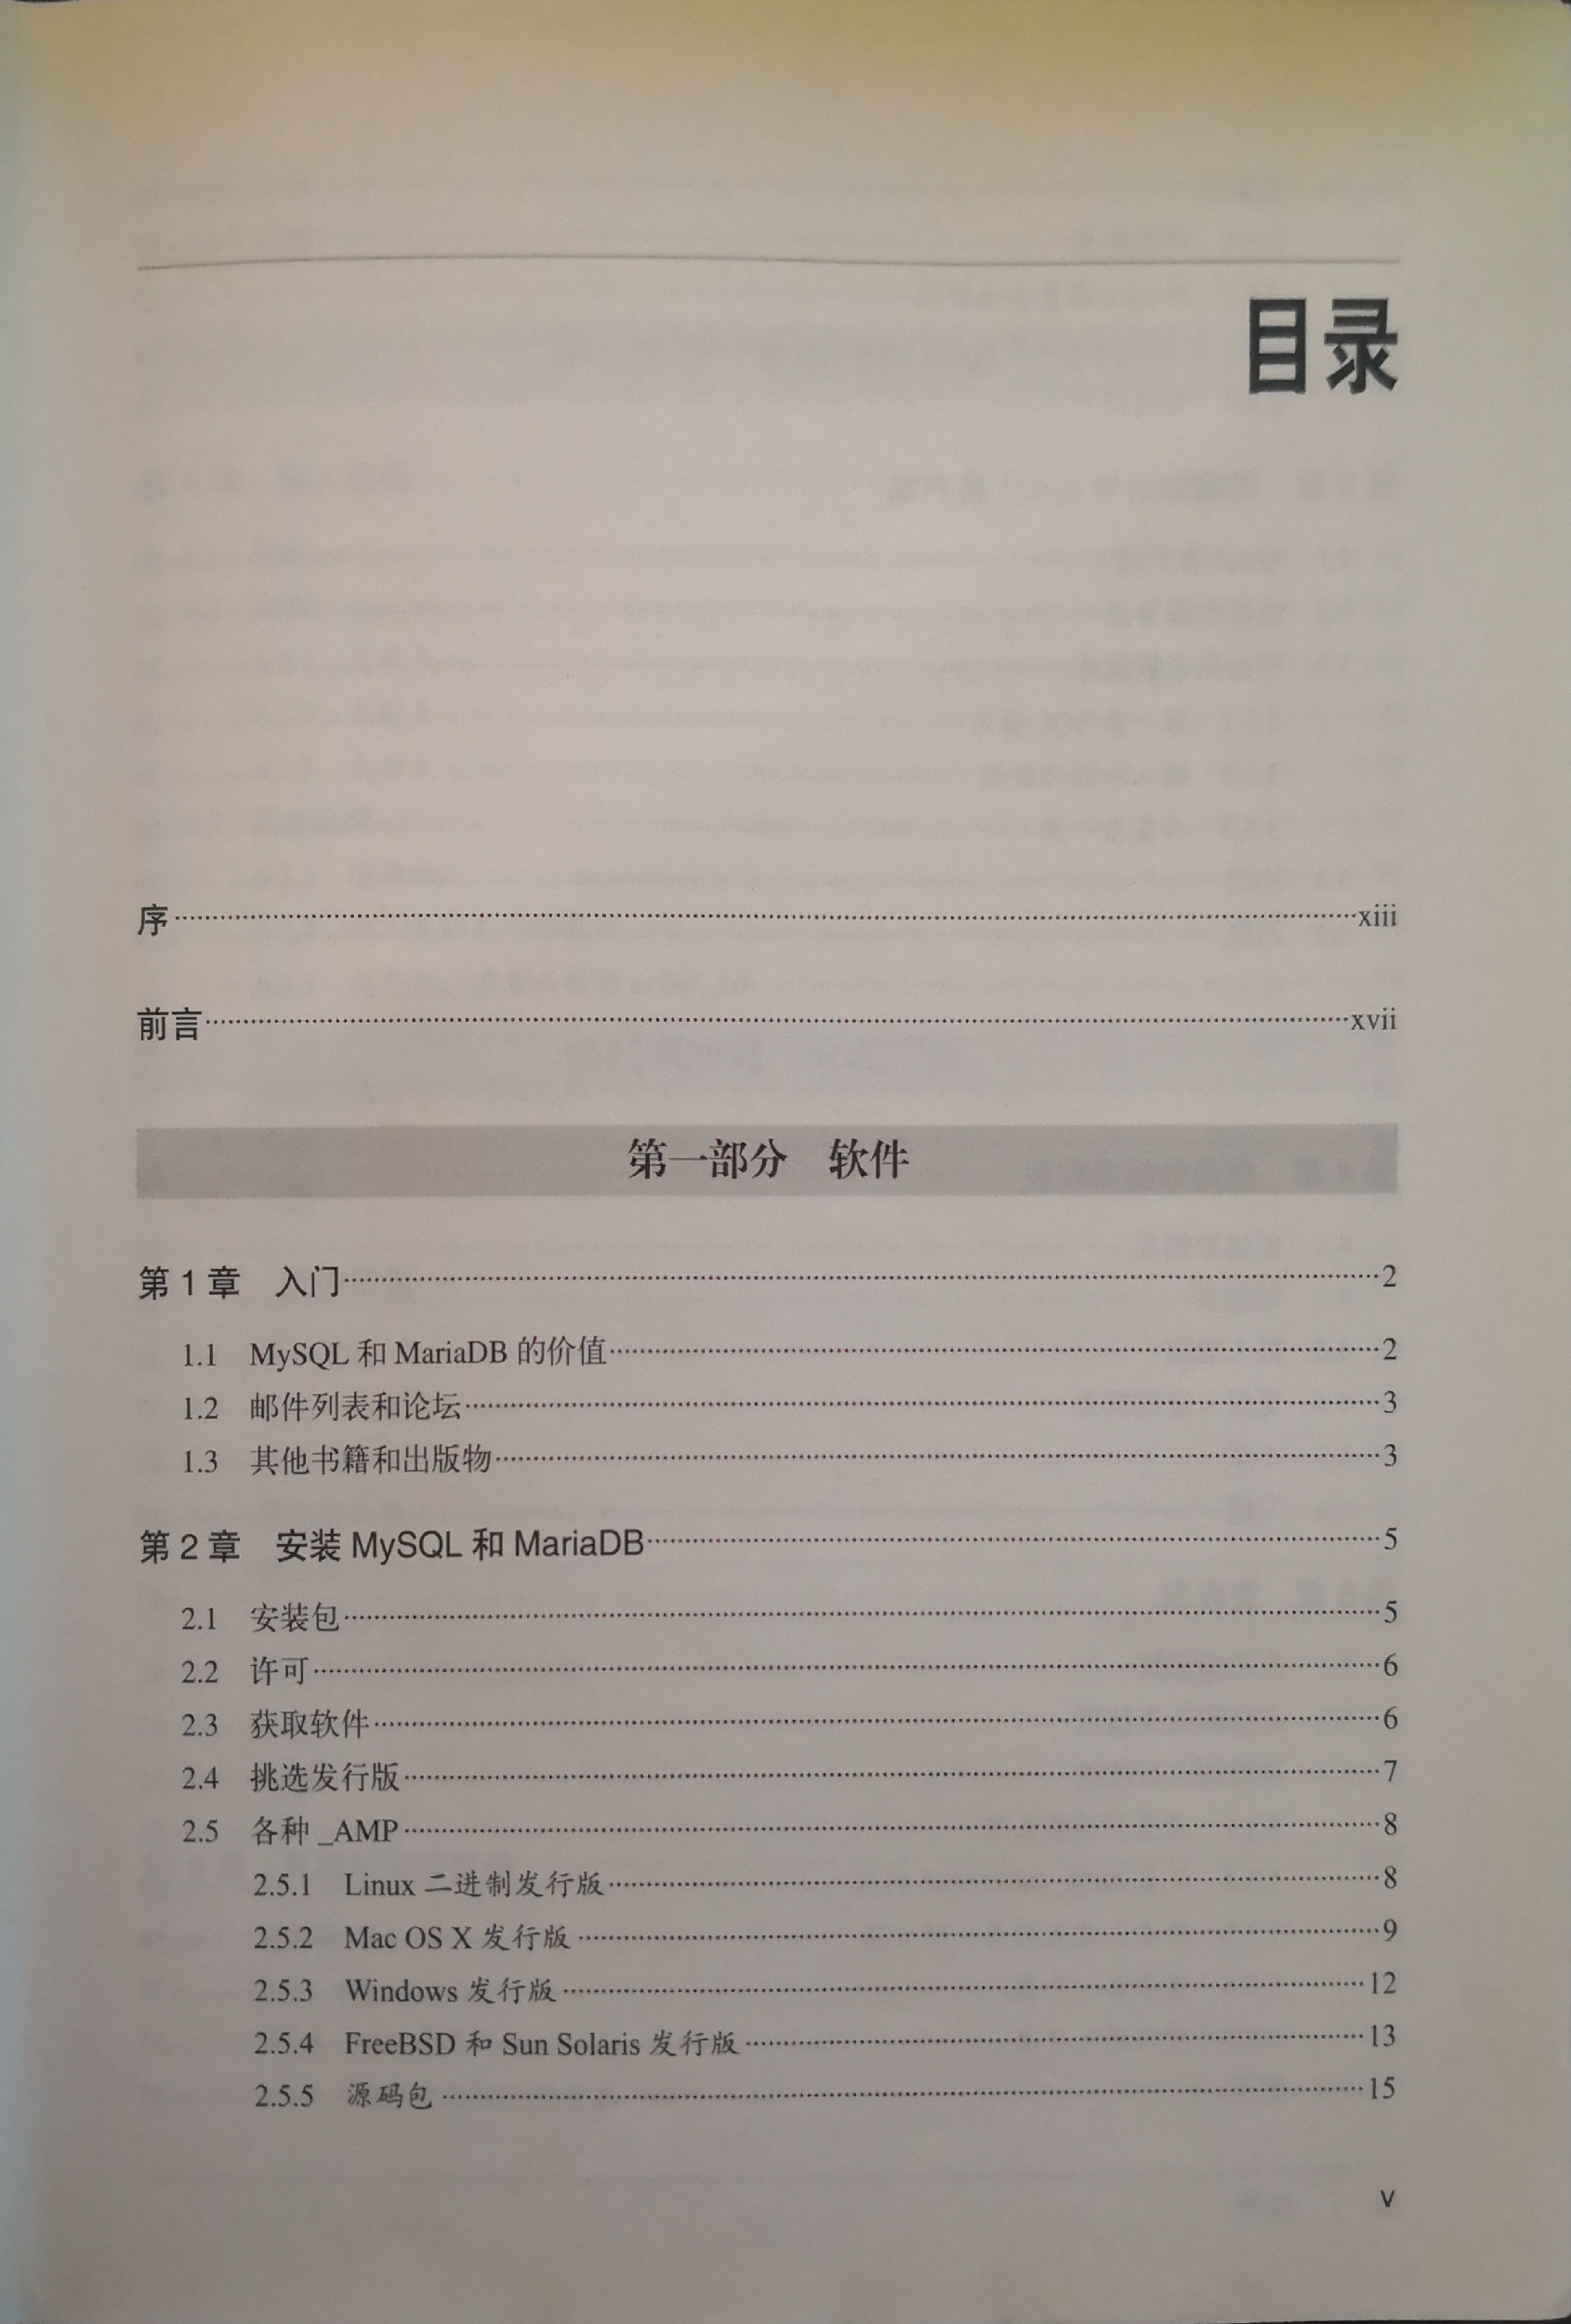 目录
序 xiii
前言 xvii
第一部分 软件
第 1 章 入门 2
1.1 MySQL 和 MariaDB 的价值 2
1.2 邮件列表和论坛 3
1.3 其他书籍和出版物 3
第 2 章 安装 MySQL 和 MariaDB 5
2.1 安装包 5
2.2 许可 6
2.3 获取软件 6
2.4 挑选发行版 7
2.5 各种 _AMP 8
2.5.1 Linux 二进制发行版 8
2.5.2 Mac OS X 发行版 9
2.5.3 Windows 发行版 12
2.5.4 FreeBSD 和 Sun Solaris 发行版 13
2.5.5 源码包 15
v